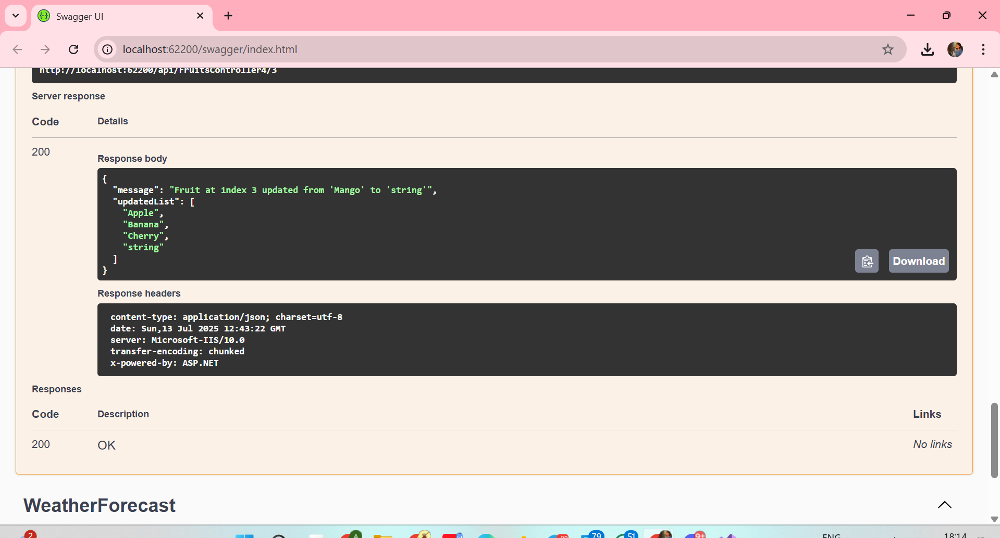 Swagger UI
localhost:62200/swagger/index.html
http://localhost:62200/api/FruitsController4/3
Server response
Code Details
200
Response body
{
"message": "Fruit at index 3 updated from 'Mango' to 'string'",
"updatedList": [
"Apple",
"Banana",
"Cherry",
"string"
]
}
Download
Response headers
content-type: application/json; charset=utf-8
date: Sun,13 Jul 2025 12:43:22 GMT
server: Microsoft-IIS/10.0
transfer-encoding: chunked
x-powered-by: ASP.NET
Responses
Code Description Links
200 OK No links
WeatherForecast
2 79 51 9+ ENG 18:14